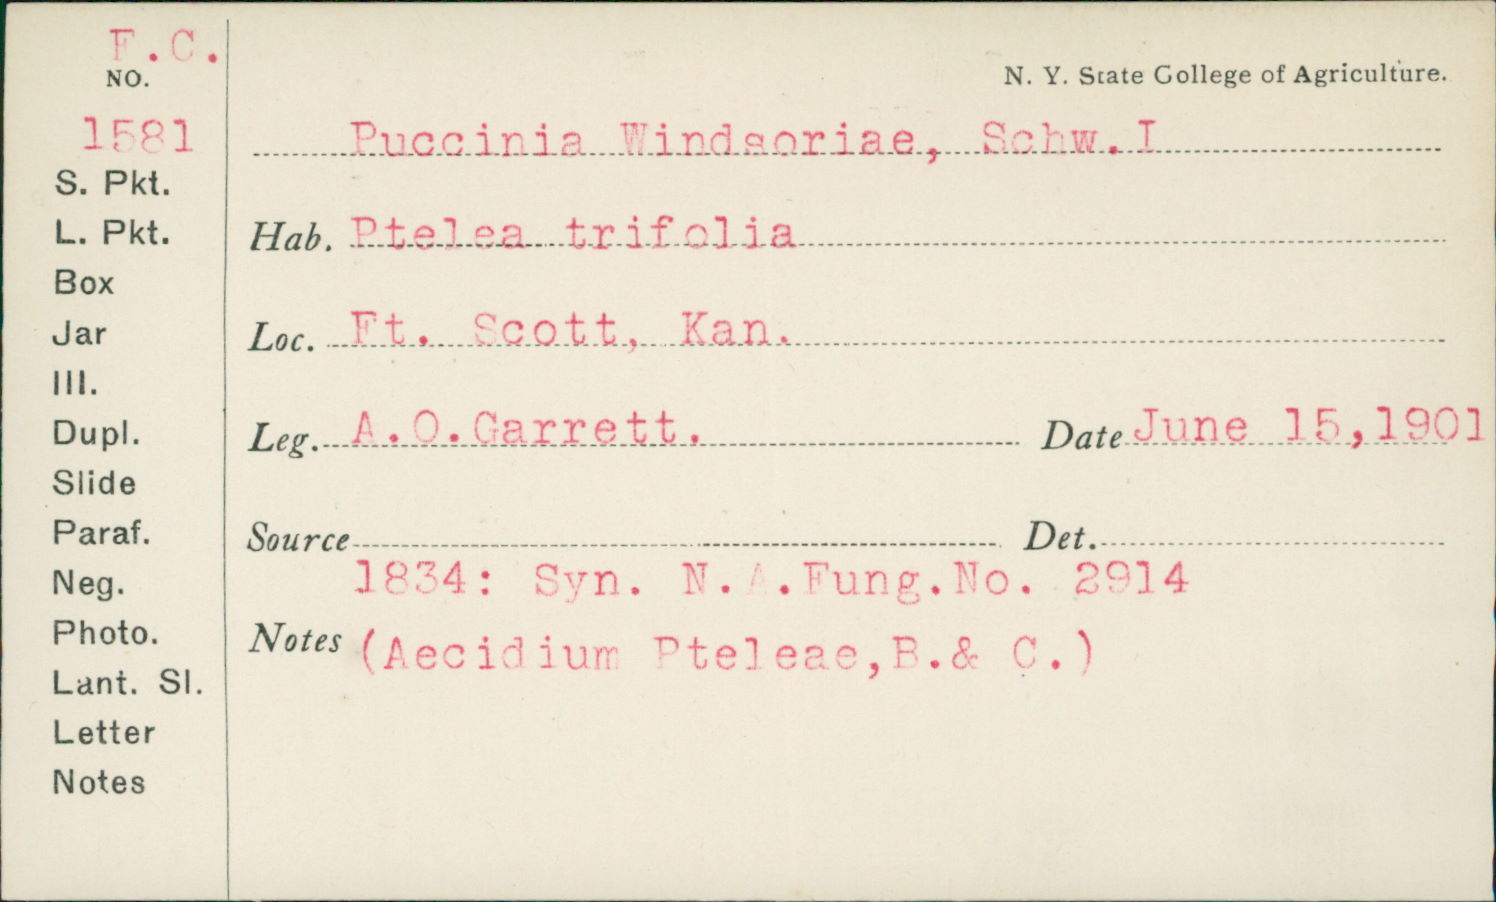 F.C.
NO.
1581
S. Pkt.
L. Pkt.
Box
Jar
Ill.
Dupl.
Slide
Paraf.
Neg.
Photo.
Lant. Sl.
Letter
Notes
N. Y. State College of Agriculture.
Puccinia Windsoriae, Schw. I
Hab. Ptelea trifolia
Loc. Ft. Scott, Kan.
Leg. A.O.Garrett. Date June 15,1901
Source Det.
1834: Syn. N.A.Fung.No. 2914
Notes (Aecidium Pteleae,B.& C.)